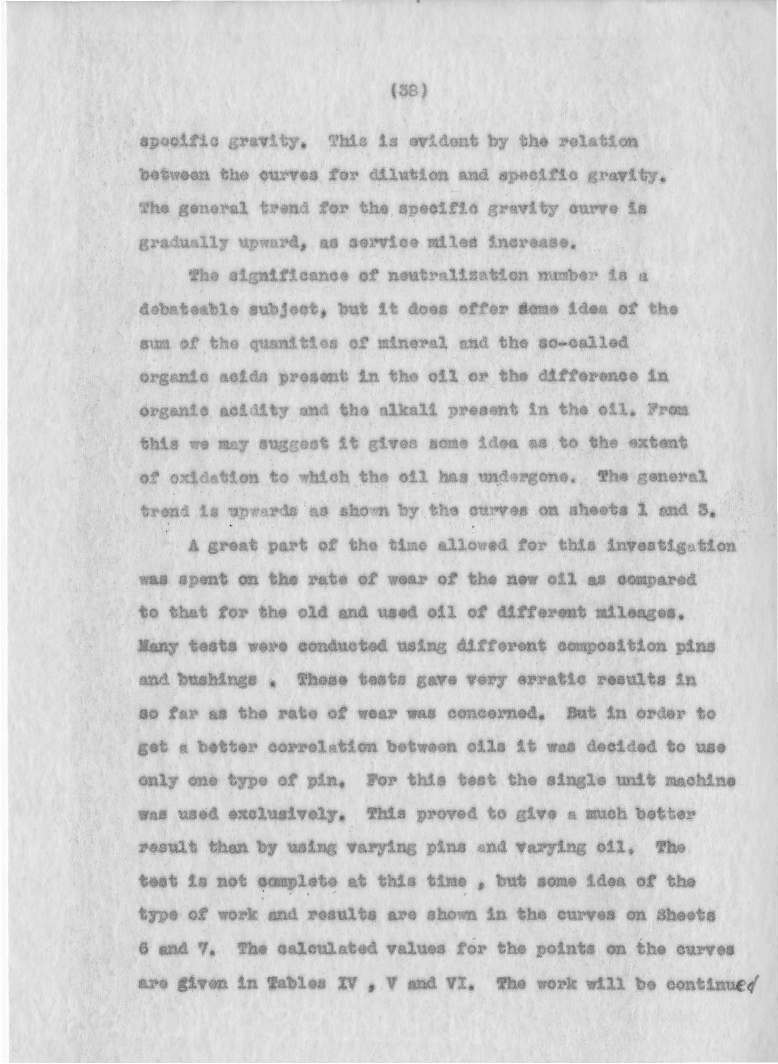 (38)
specific gravity. This is evident by the relation
between the curves for dilution and specific gravity.
The general trend for the specific gravity curve is
gradually upward, as service miles increase.
The significance of neutralization number is a
debateable subject, but it does offer some idea of the
sum of the quanities of mineral and the so-called
organic acids present in the oil or the difference in
organic acidity and the alkali present in the oil. From
this we may suggest it gives some idea as to the extent
of oxidation to which the oil has undergone. The general
trend is upwards as shown by the curves on sheets 1 and 3.
A great part of the time allowed for this investigation
was spent on the rate of wear of the new oil as compared
to that for the old and used oil of different mileages.
Many tests were conducted using different composition pins
and bushings . These tests gave very erratic results in
so far as the rate of wear was concerned. But in order to
get a better correlation between oils it was decided to use
only one type of pin. For this test the single unit machine
was used exclusively. This proved to give a much better
result than by using varying pins and varying oil. The
test is not complete at this time , but some idea of the
type of work and results are shown in the curves on Sheets
6 and 7. The calculated values for the points on the curves
are given in Tables IV , V and VI. The work will be continued